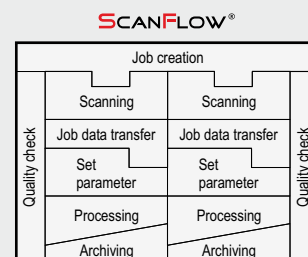 SCANFLOW®
Job creation
Quality check
Scanning
Scanning
Quality check
Job data transfer
Job data transfer
Set
parameter
Set
parameter
Processing
Processing
Archiving
Archiving